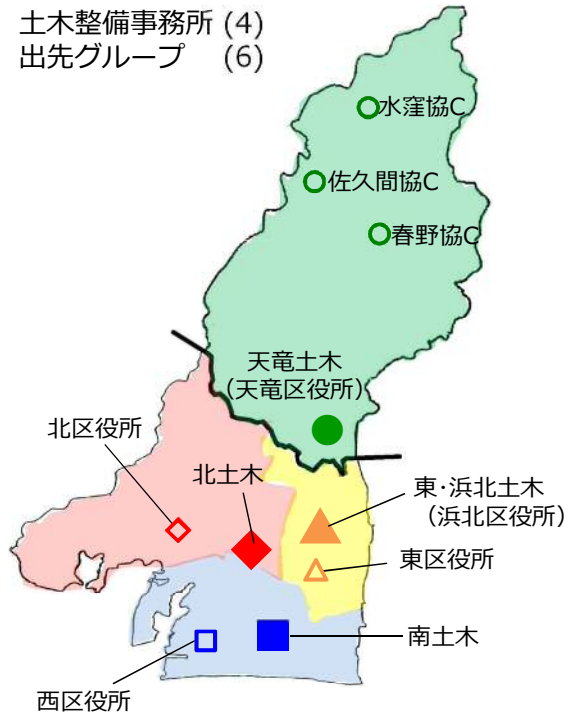 土木整備事務所 (4)
出先グループ (6)
水窪協C
佐久間協C
春野協C
天竜土木
(天竜区役所)
北区役所
北土木
東・浜北土木
(浜北区役所)
東区役所
南土木
西区役所